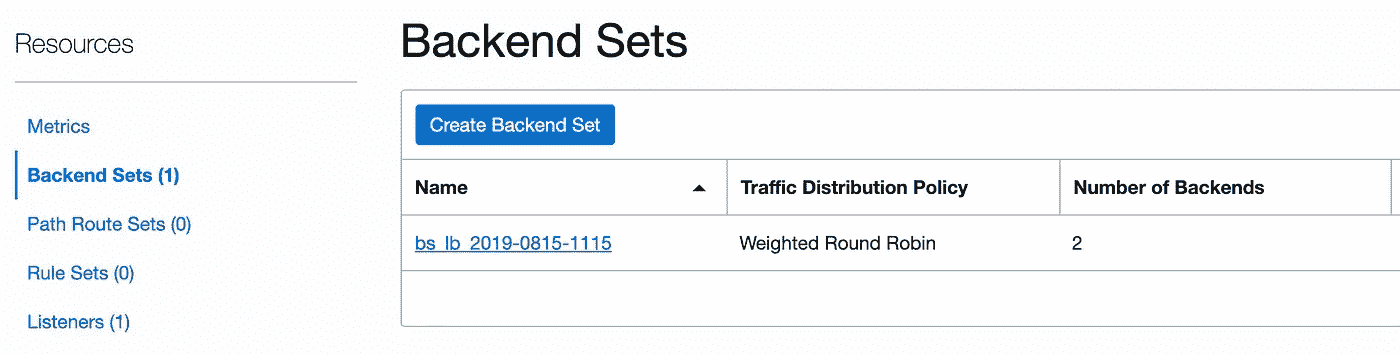 Resources
Metrics
Backend Sets (1)
Path Route Sets (0)
Rule Sets (0)
Listeners (1)
Backend Sets
Create Backend Set
Name Traffic Distribution Policy Number of Backends
bs_lb_2019-0815-1115 Weighted Round Robin 2